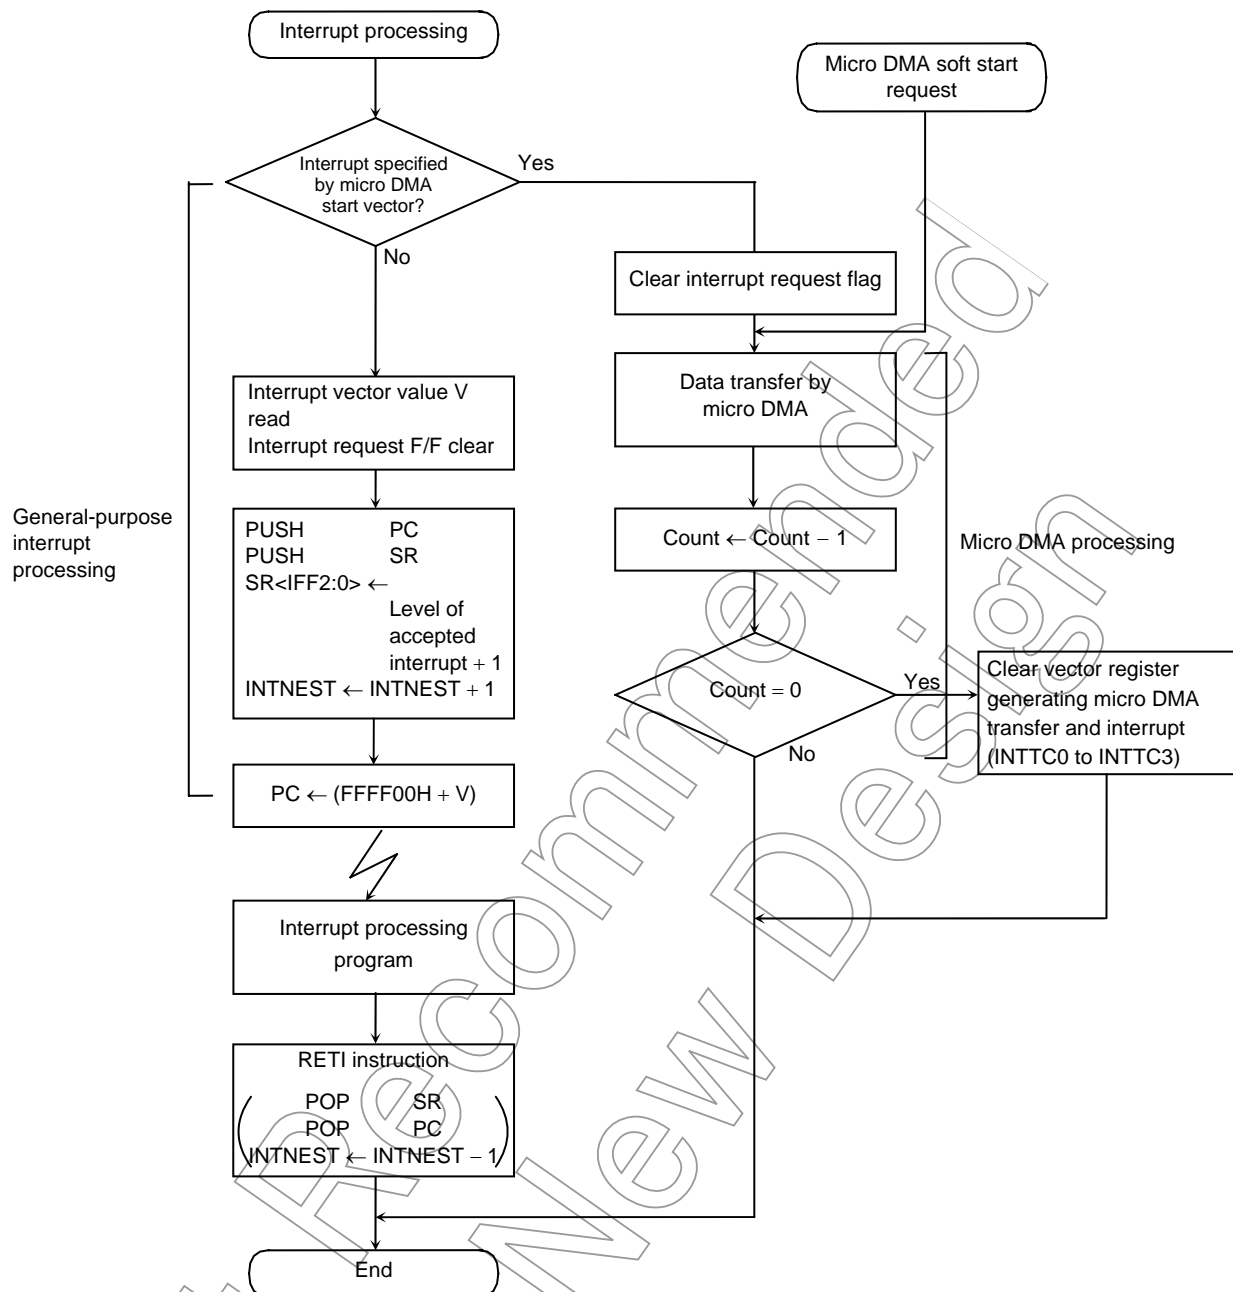 Interrupt processing
Micro DMA soft start
request
Interrupt specified
by micro DMA
start vector?
Yes
No
Clear interrupt request flag
Data transfer by
micro DMA
Interrupt vector value V
read
Interrupt request F/F clear
General-purpose
interrupt
processing
PUSH PC
PUSH SR
SR<IFF2:0> ←
Level of
accepted
interrupt + 1
INTNEST ← INTNEST + 1
Count ← Count − 1
Micro DMA processing
Count = 0
Yes
No
Clear vector register
generating micro DMA
transfer and interrupt
(INTTC0 to INTTC3)
PC ← (FFFF00H + V)
Interrupt processing
program
RETI instruction
POP SR
POP PC
INTNEST ← INTNEST − 1
End
Recommended
New Design